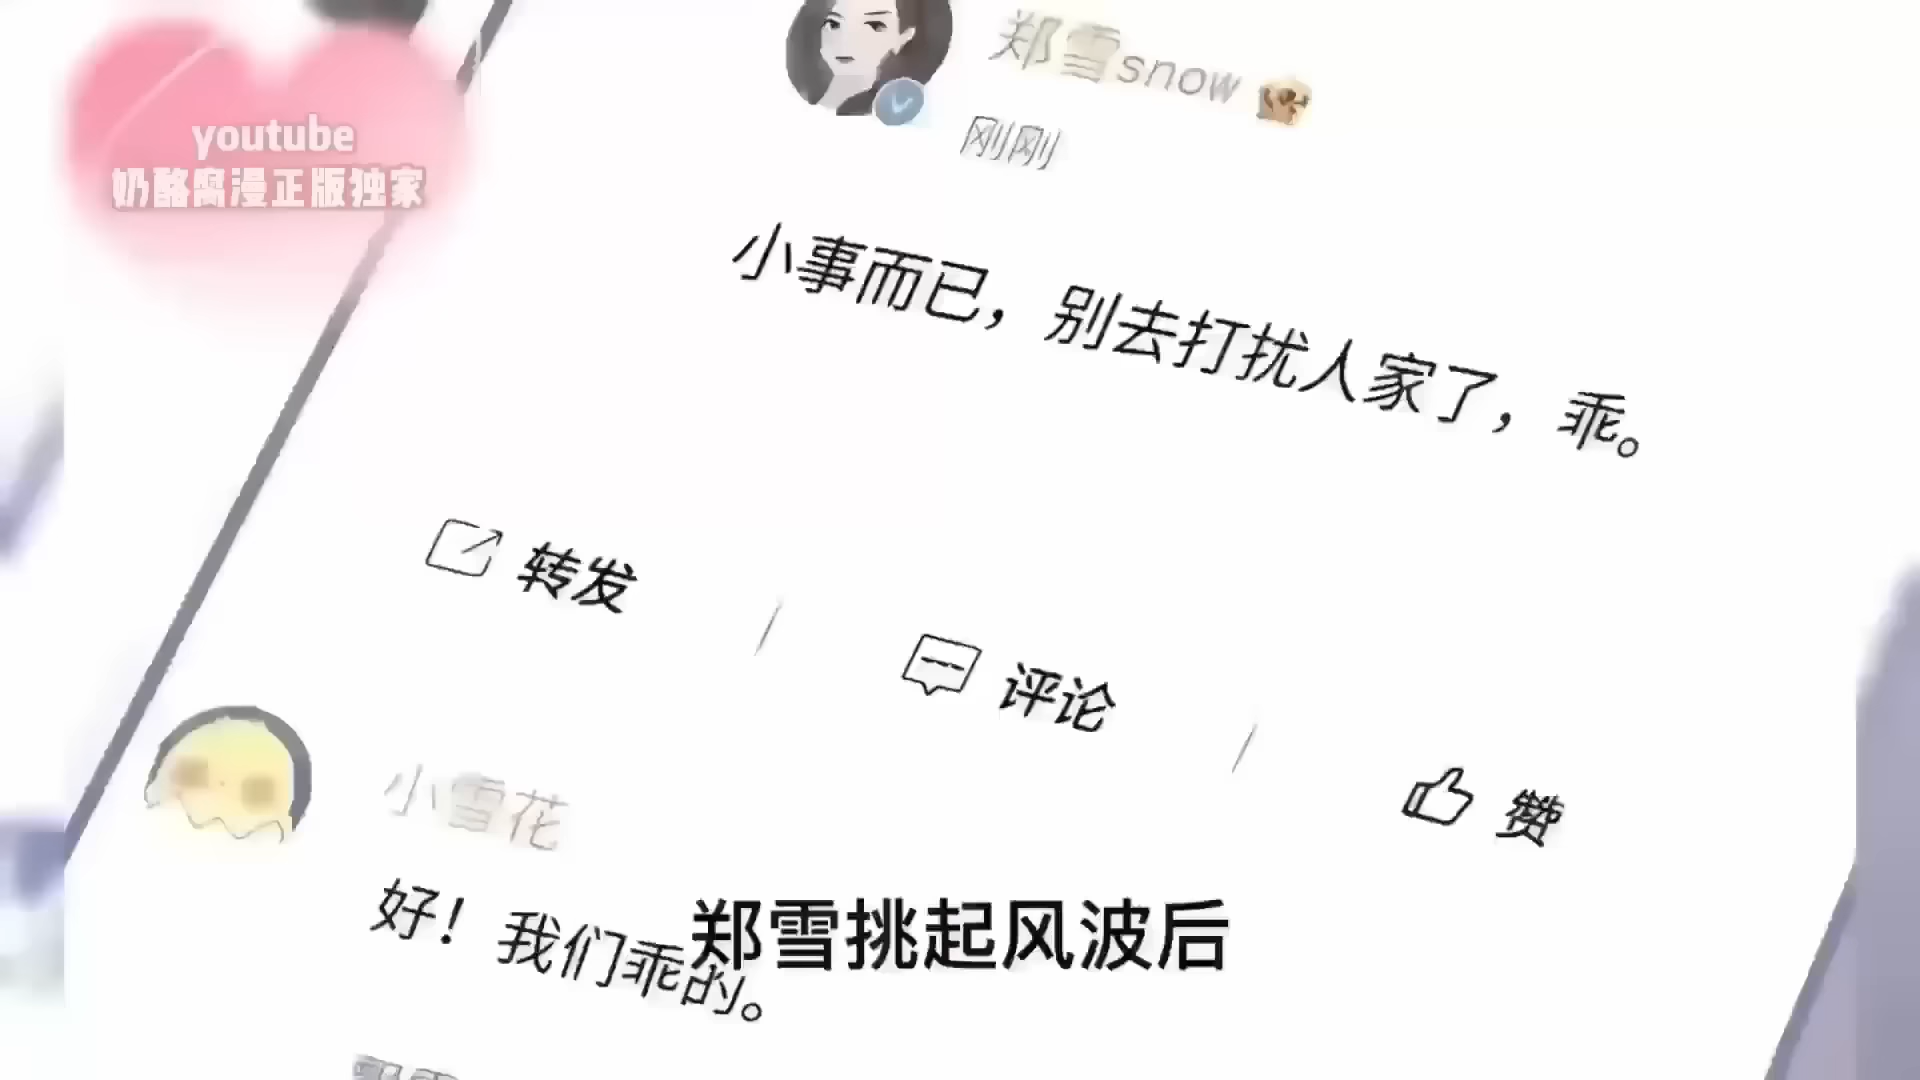 youtube
奶酪腐漫正版独家
郑雪snow
刚刚
小事而已，别去打扰人家了，乖。
转发
评论
赞
小雪花
好！我们乖的。
郑雪挑起风波后